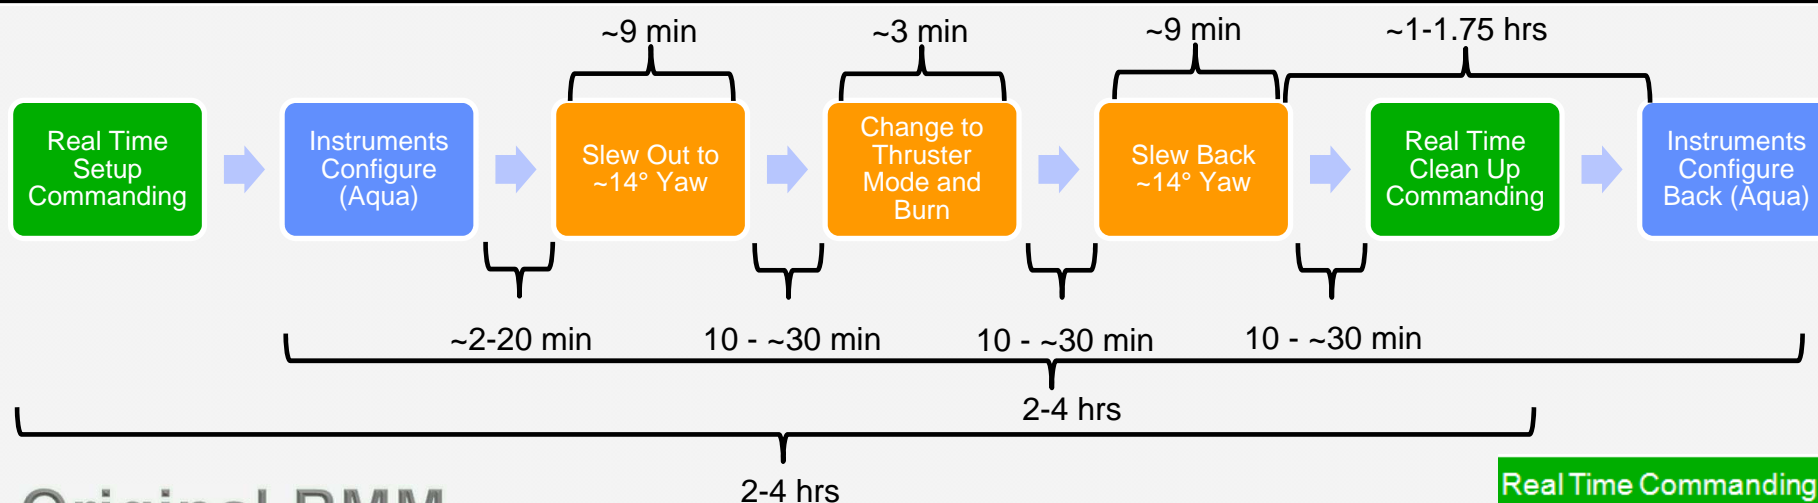 ~9 min
~3 min
~9 min
~1-1.75 hrs
Real Time
Setup
Commanding
Instruments
Configure
(Aqua)
Slew Out to
~14° Yaw
Change to
Thruster
Mode and
Burn
Slew Back
~14° Yaw
Real Time
Clean Up
Commanding
Instruments
Configure
Back (Aqua)
~2-20 min
10 - ~30 min
10 - ~30 min
10 - ~30 min
2-4 hrs
2-4 hrs
Original RMM
Real Time Commanding